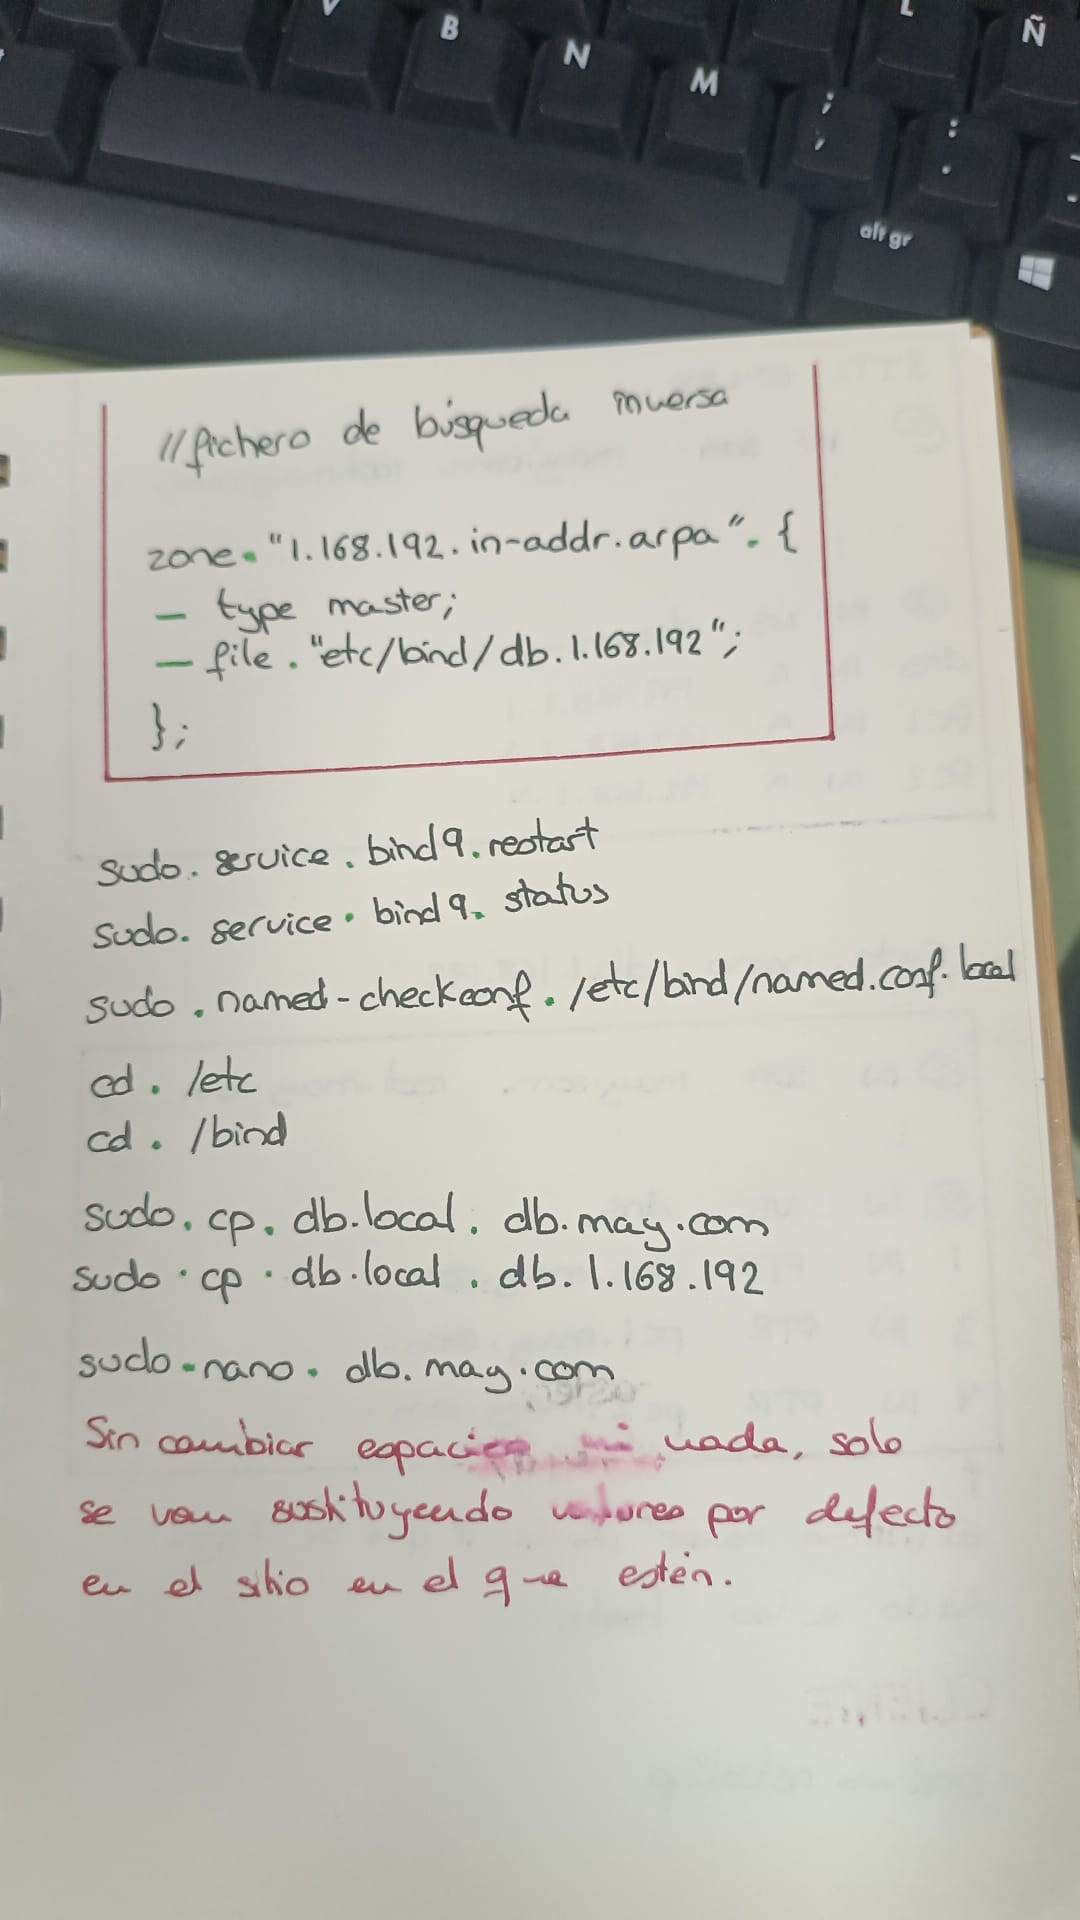 B
N
M
L
Ñ
;
,
:
.
-
alt gr
//fichero de búsqueda inversa
zone. "1.168.192.in-addr.arpa". {
— type master;
— file . "etc/bind/db.1.168.192";
};
sudo. service. bind9. restart
sudo. service. bind9. status
sudo. named-checkconf. /etc/bind/named.conf.local
cd. /etc
cd. /bind
sudo. cp. db.local. db.may.com
sudo. cp. db.local. db.1.168.192
sudo. nano. db.may.com
Sin cambiar espacios ni nada, solo
se van sustituyendo valores por defecto
en el sitio en el que estén.